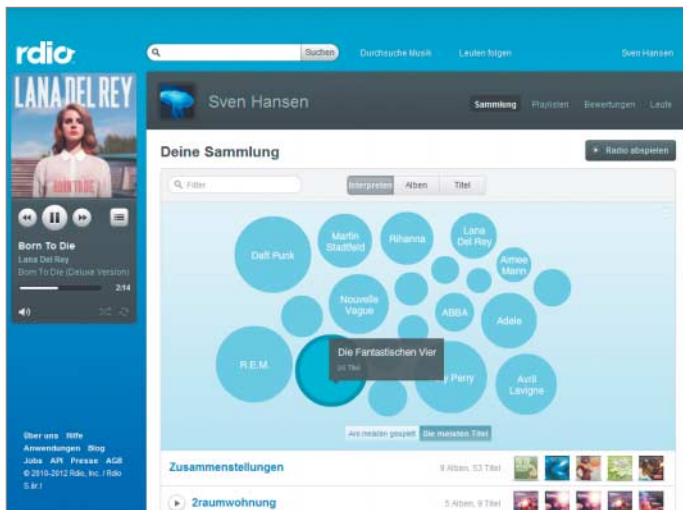 rdio
Suchen
Durchsuche Musik
Leuten folgen
Sven Hansen
LANA DEL REY
BORN TO DIE
Sven Hansen
Sammlung
Playlisten
Bewertungen
Leute
Deine Sammlung
Radio abspielen
Filter
Interpreten
Alben
Titel
Daft Punk
Martin
Stadtfeld
Rihanna
Lana
Del Rey
Aimee
Mann
Nouvelle
Vague
ABBA
Adele
R.E.M.
Die Fantastischen Vier
Titel
y Perry
Avril
Lavigne
Am meisten gespielt
Die meisten Titel
Born To Die
Lana Del Rey
Born To Die (Deluxe Version)
2/14
Über uns Hilfe
Anwendungen Blog
Jobs API Presse AGB
© 2010-2012 Rdio, Inc. / Rdio
S.àr.l
Zusammenstellungen
9 Alben, 53 Titel
2raumwohnung
5 Alben, 9 Titel